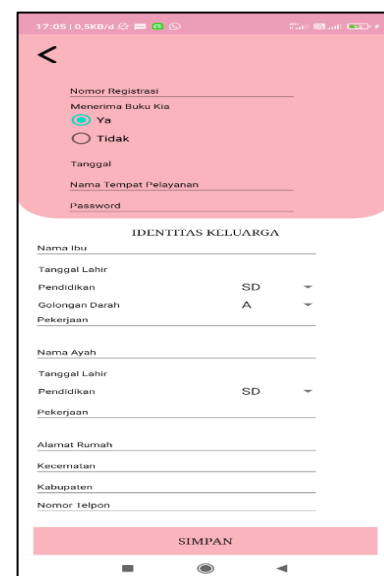 17:05 | 0,5KB/d
Nomor Registrasi
Menerima Buku Kia
Ya
Tidak
Tanggal
Nama Tempat Pelayanan
Password
IDENTITAS KELUARGA
Nama Ibu
Tanggal Lahir
Pendidikan SD
Golongan Darah A
Pekerjaan
Nama Ayah
Tanggal Lahir
Pendidikan SD
Pekerjaan
Alamat Rumah
Kecematan
Kabupaten
Nomor Telpon
SIMPAN